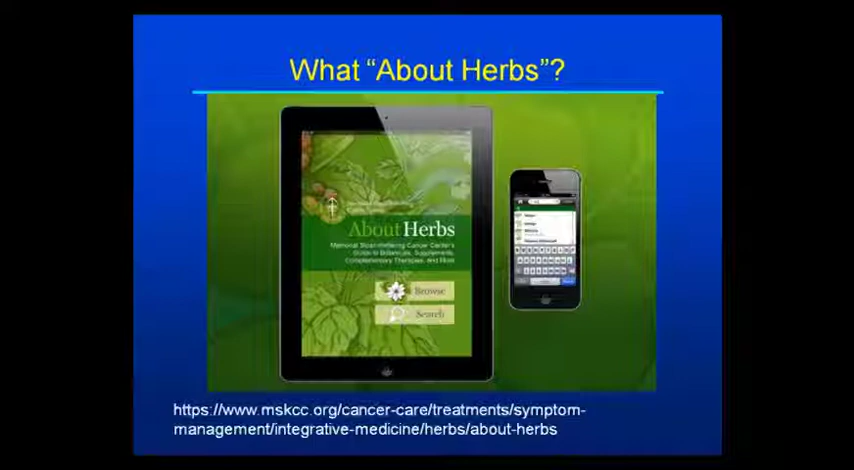 What “About Herbs”?
About Herbs
Memorial Sloan-Kettering Cancer Center's
Guide to Botanicals, Supplements,
Complementary Therapies, and More
Browse
Search
https://www.mskcc.org/cancer-care/treatments/symptom-
management/integrative-medicine/herbs/about-herbs